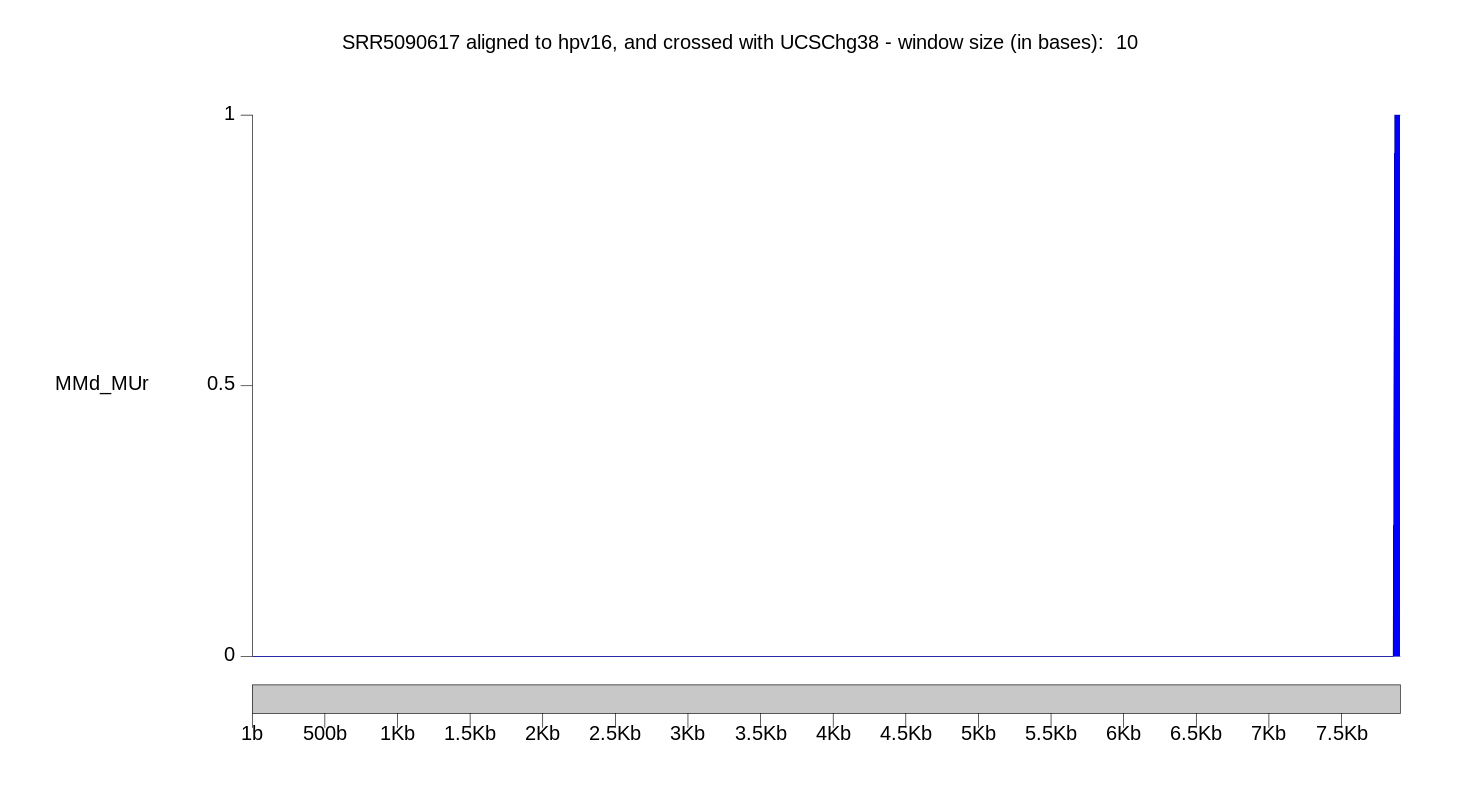 SRR5090617 aligned to hpv16, and crossed with UCSChg38 - window size (in bases):  10
1
MMd_MUr
0.5
0
1b 500b 1Kb 1.5Kb 2Kb 2.5Kb 3Kb 3.5Kb 4Kb 4.5Kb 5Kb 5.5Kb 6Kb 6.5Kb 7Kb 7.5Kb